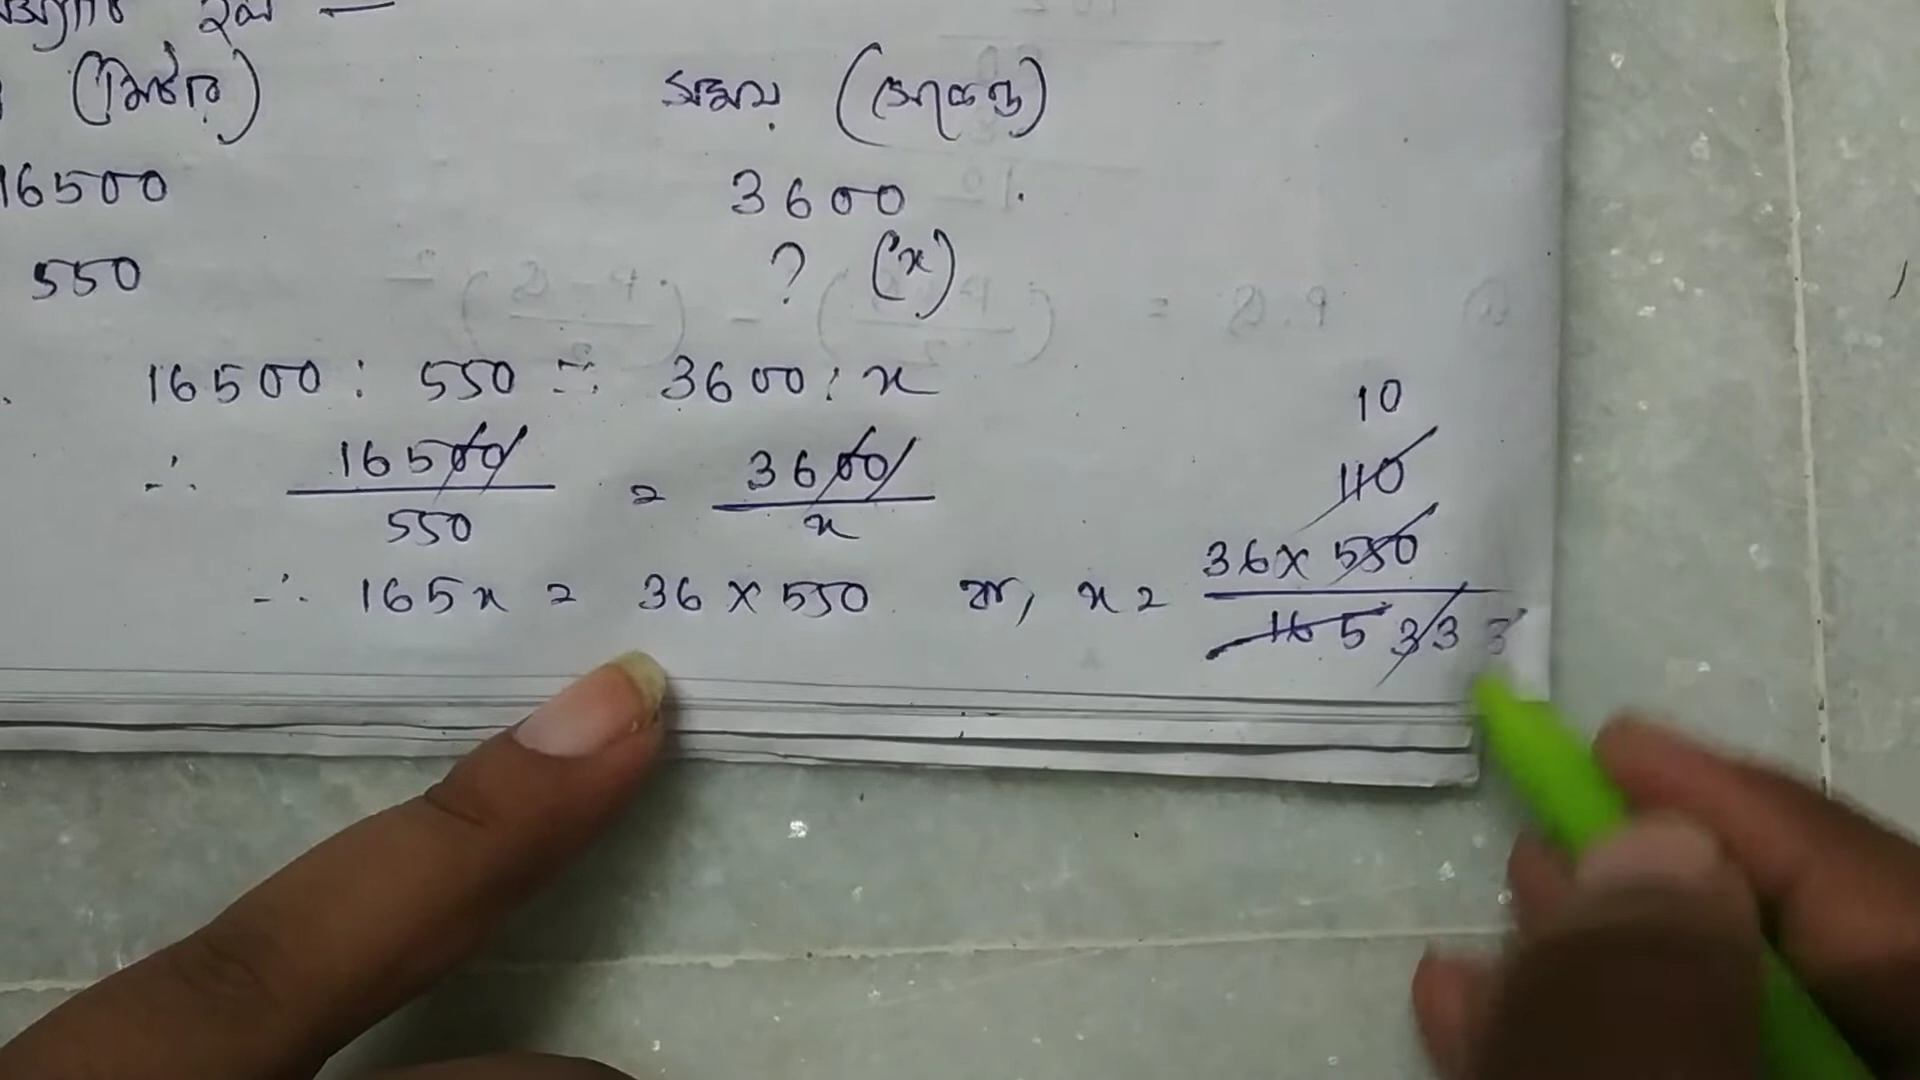 হল —
(মিটার) সময় (সেকেন্ড)
16500 3600
550 ? (x)
16500 : 550 :: 3600 : x
∴ 16500/550 = 3600/x
10
110
∴ 165x = 36 × 550 বা, x = 36 × 550/165 33 3